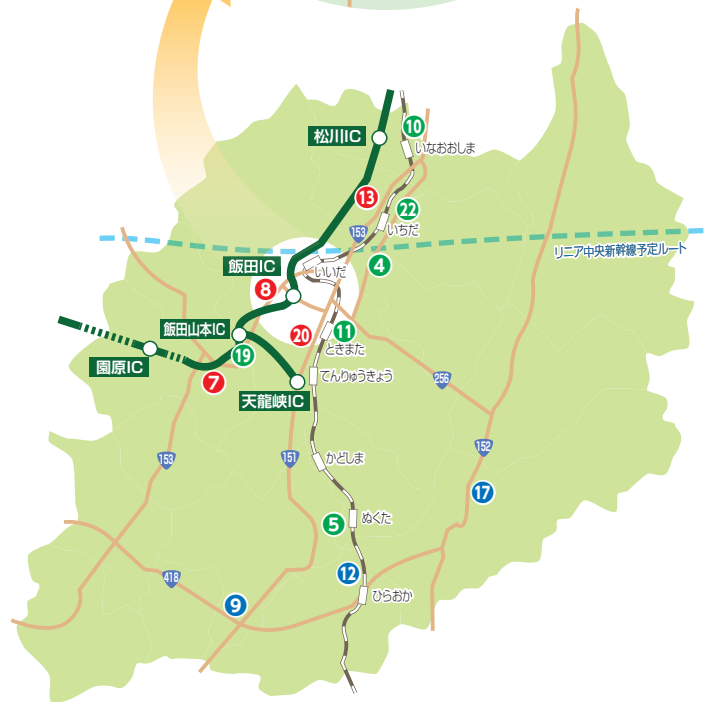 10
いなおおしま
松川IC
13
22
153
いちだ
リニア中央新幹線予定ルート
4
飯田IC
いいだ
8
飯田山本IC
20
11
ときまた
19
園原IC
7
てんりゅうきょう
256
天龍峡IC
153
151
かどしま
152
17
5
ぬくた
12
418
9
ひらおか